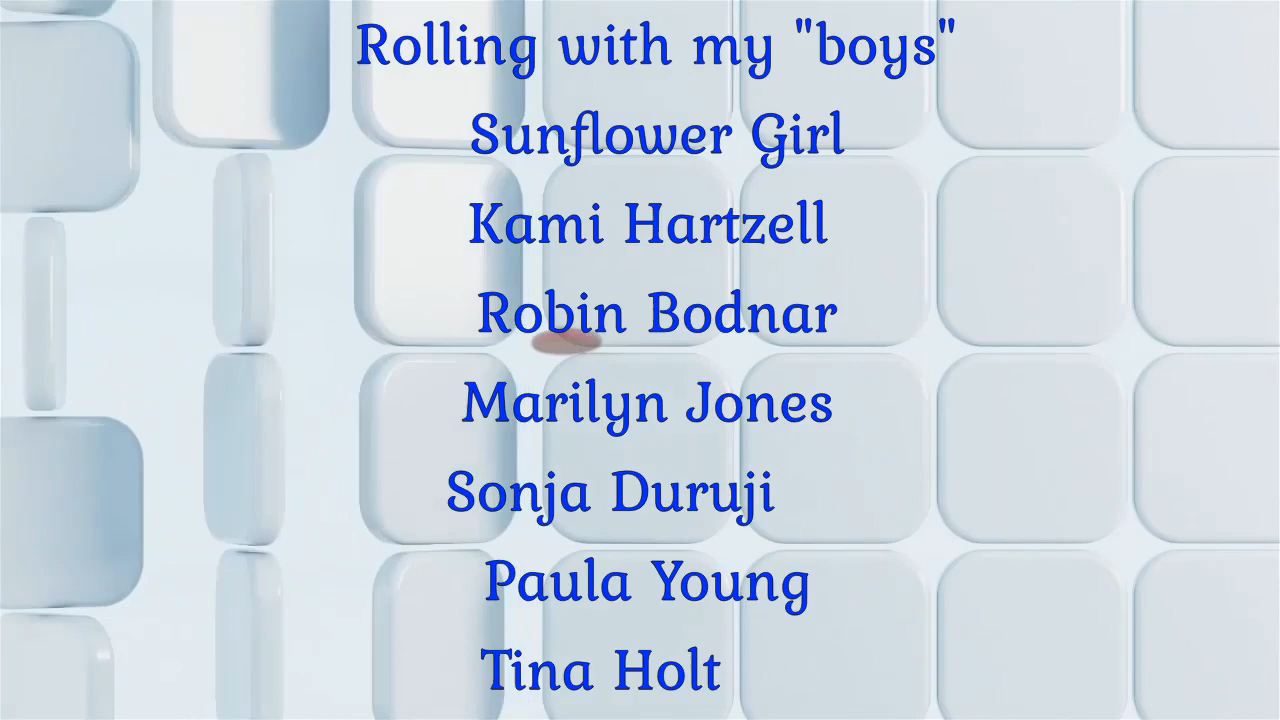 Rolling with my "boys"
Sunflower Girl
Kami Hartzell
Robin Bodnar
Marilyn Jones
Sonja Duruji
Paula Young
Tina Holt